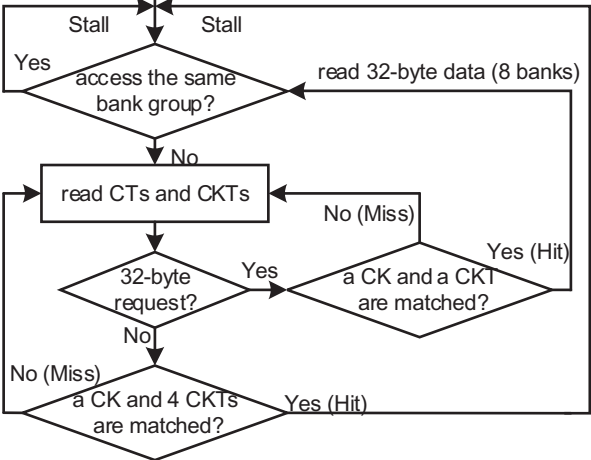 Stall
Stall
Yes
access the same
bank group?
read 32-byte data (8 banks)
No
read CTs and CKTs
No (Miss)
32-byte
request?
Yes
a CK and a CKT
are matched?
Yes (Hit)
No
No (Miss)
a CK and 4 CKTs
are matched?
Yes (Hit)